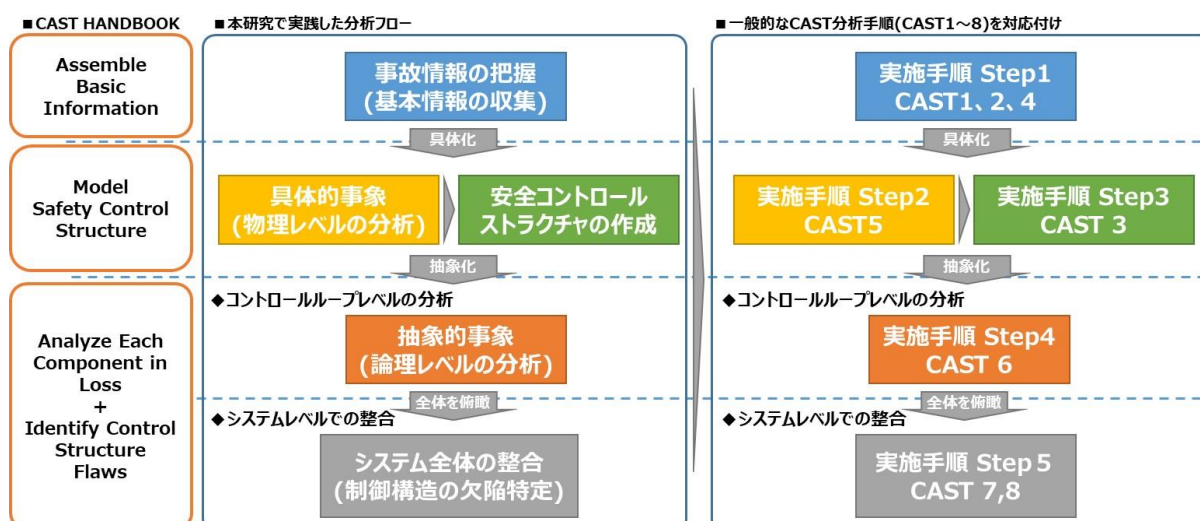 ■CAST HANDBOOK
Assemble
Basic
Information
Model
Safety Control
Structure
Analyze Each
Component in
Loss
+
Identify Control
Structure
Flaws
■本研究で実践した分析フロー
事故情報の把握
(基本情報の収集)
具体化
具体的事象
(物理レベルの分析)
安全コントロール
ストラクチャの作成
抽象化
◆コントロールループレベルの分析
抽象的事象
(論理レベルの分析)
全体を俯瞰
◆システムレベルでの整合
システム全体の整合
(制御構造の欠陥特定)
■一般的なCAST分析手順(CAST1～8)を対応付け
実施手順 Step1
CAST1、2、4
具体化
実施手順 Step2
CAST5
実施手順 Step3
CAST 3
抽象化
◆コントロールループレベルの分析
実施手順 Step4
CAST 6
全体を俯瞰
◆システムレベルでの整合
実施手順 Step 5
CAST 7,8